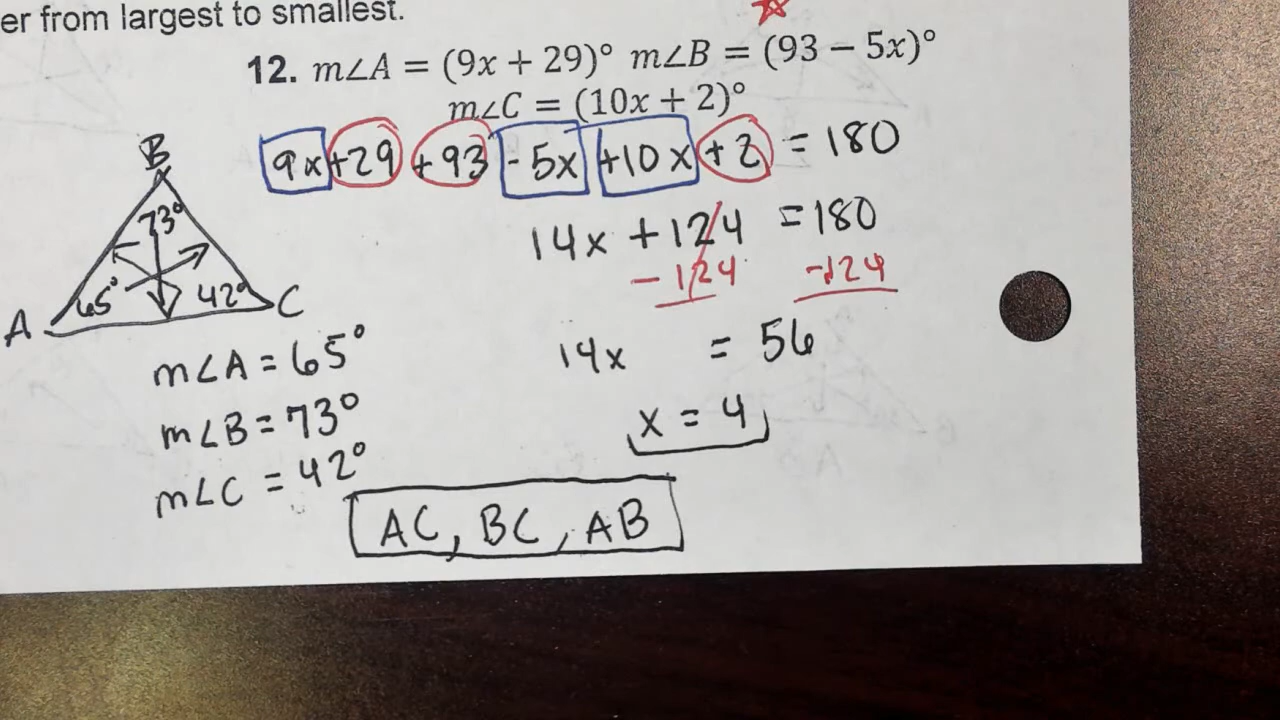 er from largest to smallest.
12. m∠A = (9x + 29)° m∠B = (93 − 5x)°
m∠C = (10x + 2)°
9x +29 +93 -5x +10x +2 = 180
14x + 124 = 180
-124 -124
14x = 56
x = 4
B
73°
65° 42°
A C
m∠A = 65°
m∠B = 73°
m∠C = 42°
AC, BC, AB